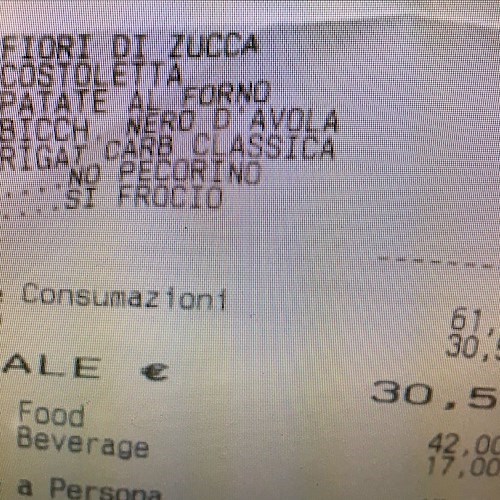 FIORI DI ZUCCA
COSTOLETTA
PATATE AL FORNO
BICCH. NERO D'AVOLA
RIGAT.CARB CLASSICA
....NO PECORINO
....SI FROCIO
Consumazioni
61,
30,5
ALE €
30,5
Food
42,00
Beverage
17,00
a Persona